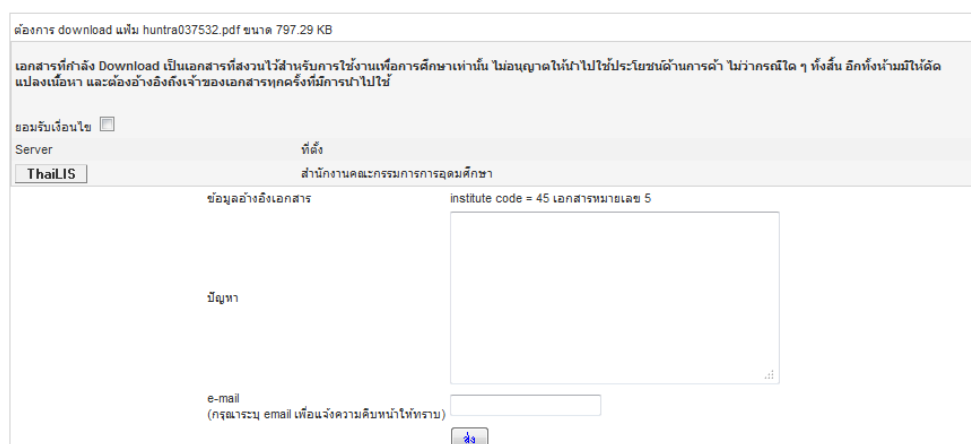 ต้องการ download แฟ้ม huntra037532.pdf ขนาด 797.29 KB
เอกสารที่กำลัง Download เป็นเอกสารที่สงวนไว้สำหรับการใช้งานเพื่อการศึกษาเท่านั้น ไม่อนุญาตให้นำไปใช้ประโยชน์ด้านการค้า ไม่ว่ากรณีใด ๆ ทั้งสิ้น อีกทั้งห้ามมิให้ดัด
แปลงเนื้อหา และต้องอ้างอิงถึงเจ้าของเอกสารทุกครั้งที่มีการนำไปใช้
ยอมรับเงื่อนไข
Server ที่ตั้ง
ThaiLIS สำนักงานคณะกรรมการการอุดมศึกษา
ข้อมูลอ้างอิงเอกสาร institute code = 45 เอกสารหมายเลข 5
ปัญหา
e-mail
(กรุณาระบุ email เพื่อแจ้งความคืบหน้าให้ทราบ)
ส่ง